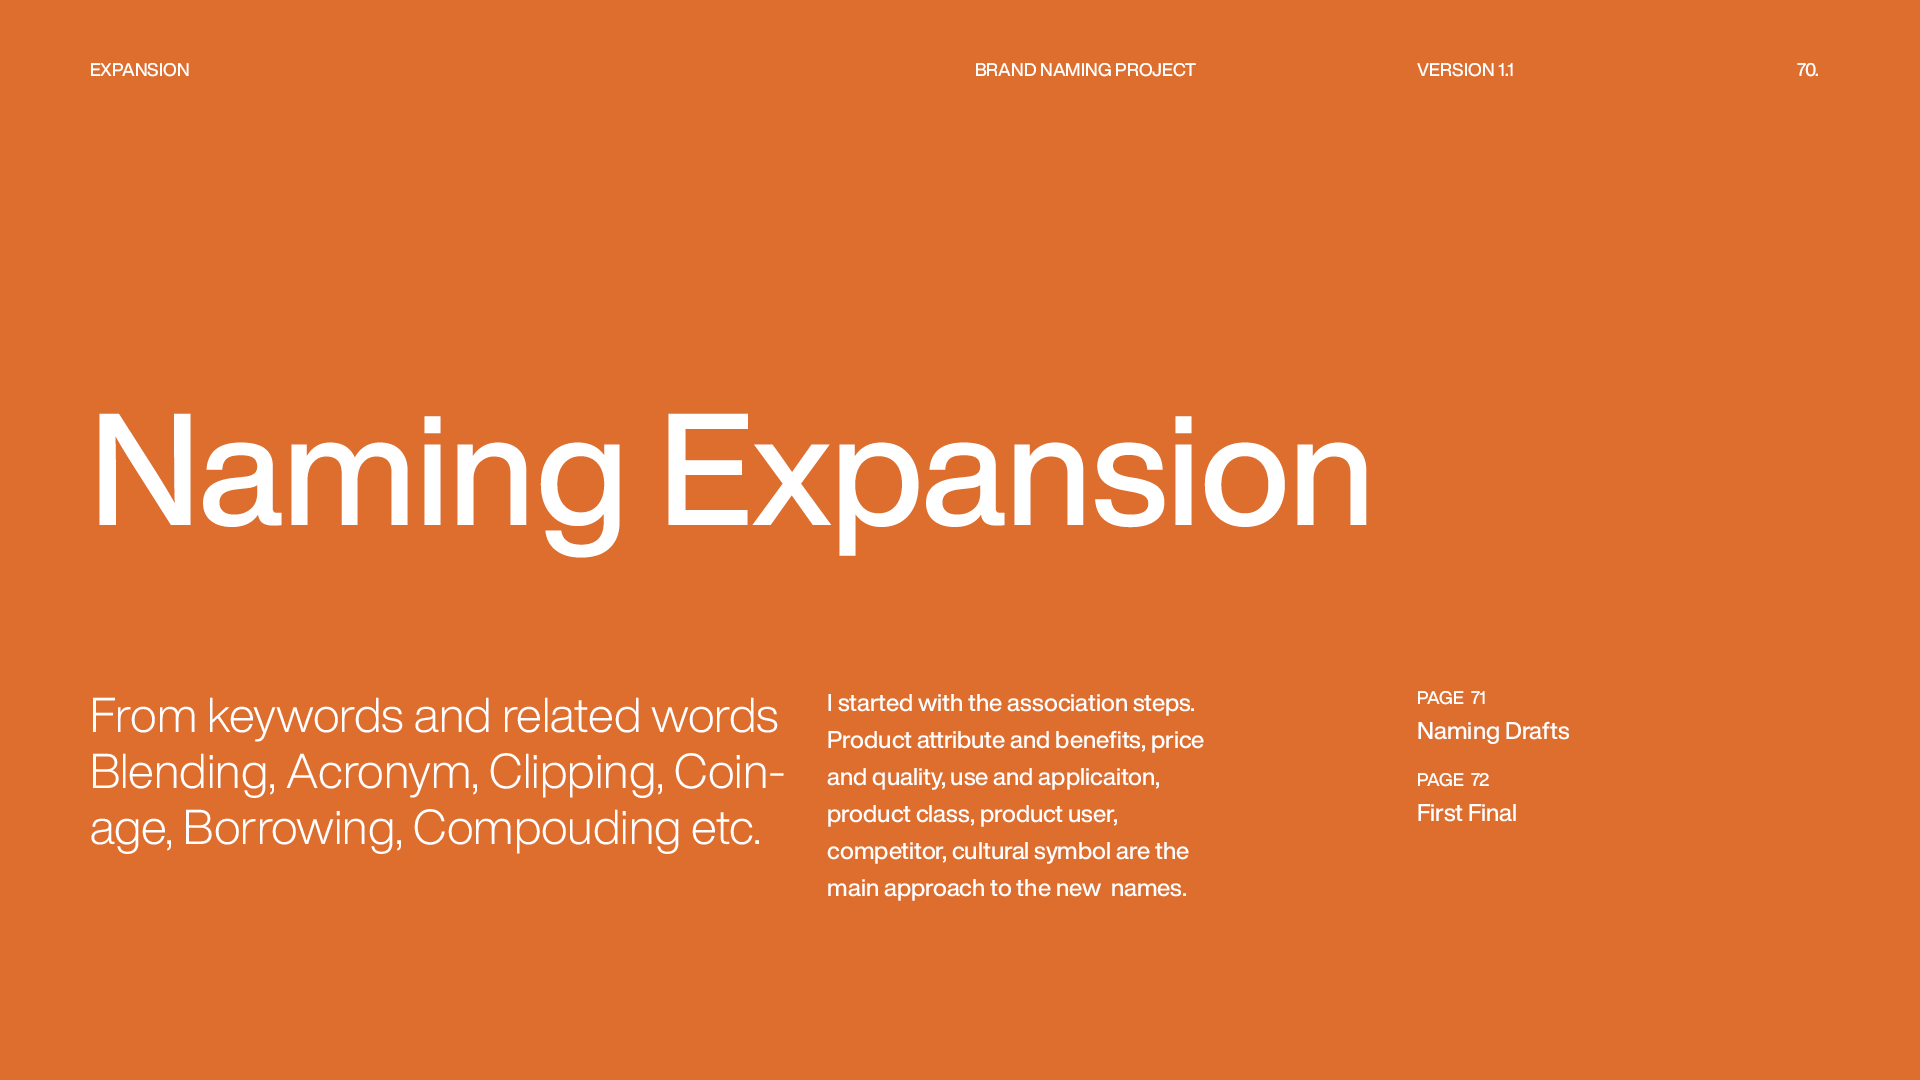 EXPANSION
BRAND NAMING PROJECT
VERSION 1.1
70.
Naming Expansion
From keywords and related words
Blending, Acronym, Clipping, Coin-
age, Borrowing, Compouding etc.
I started with the association steps.
Product attribute and benefits, price
and quality, use and applicaiton,
product class, product user,
competitor, cultural symbol are the
main approach to the new  names.
PAGE  71
Naming Drafts
PAGE  72
First Final